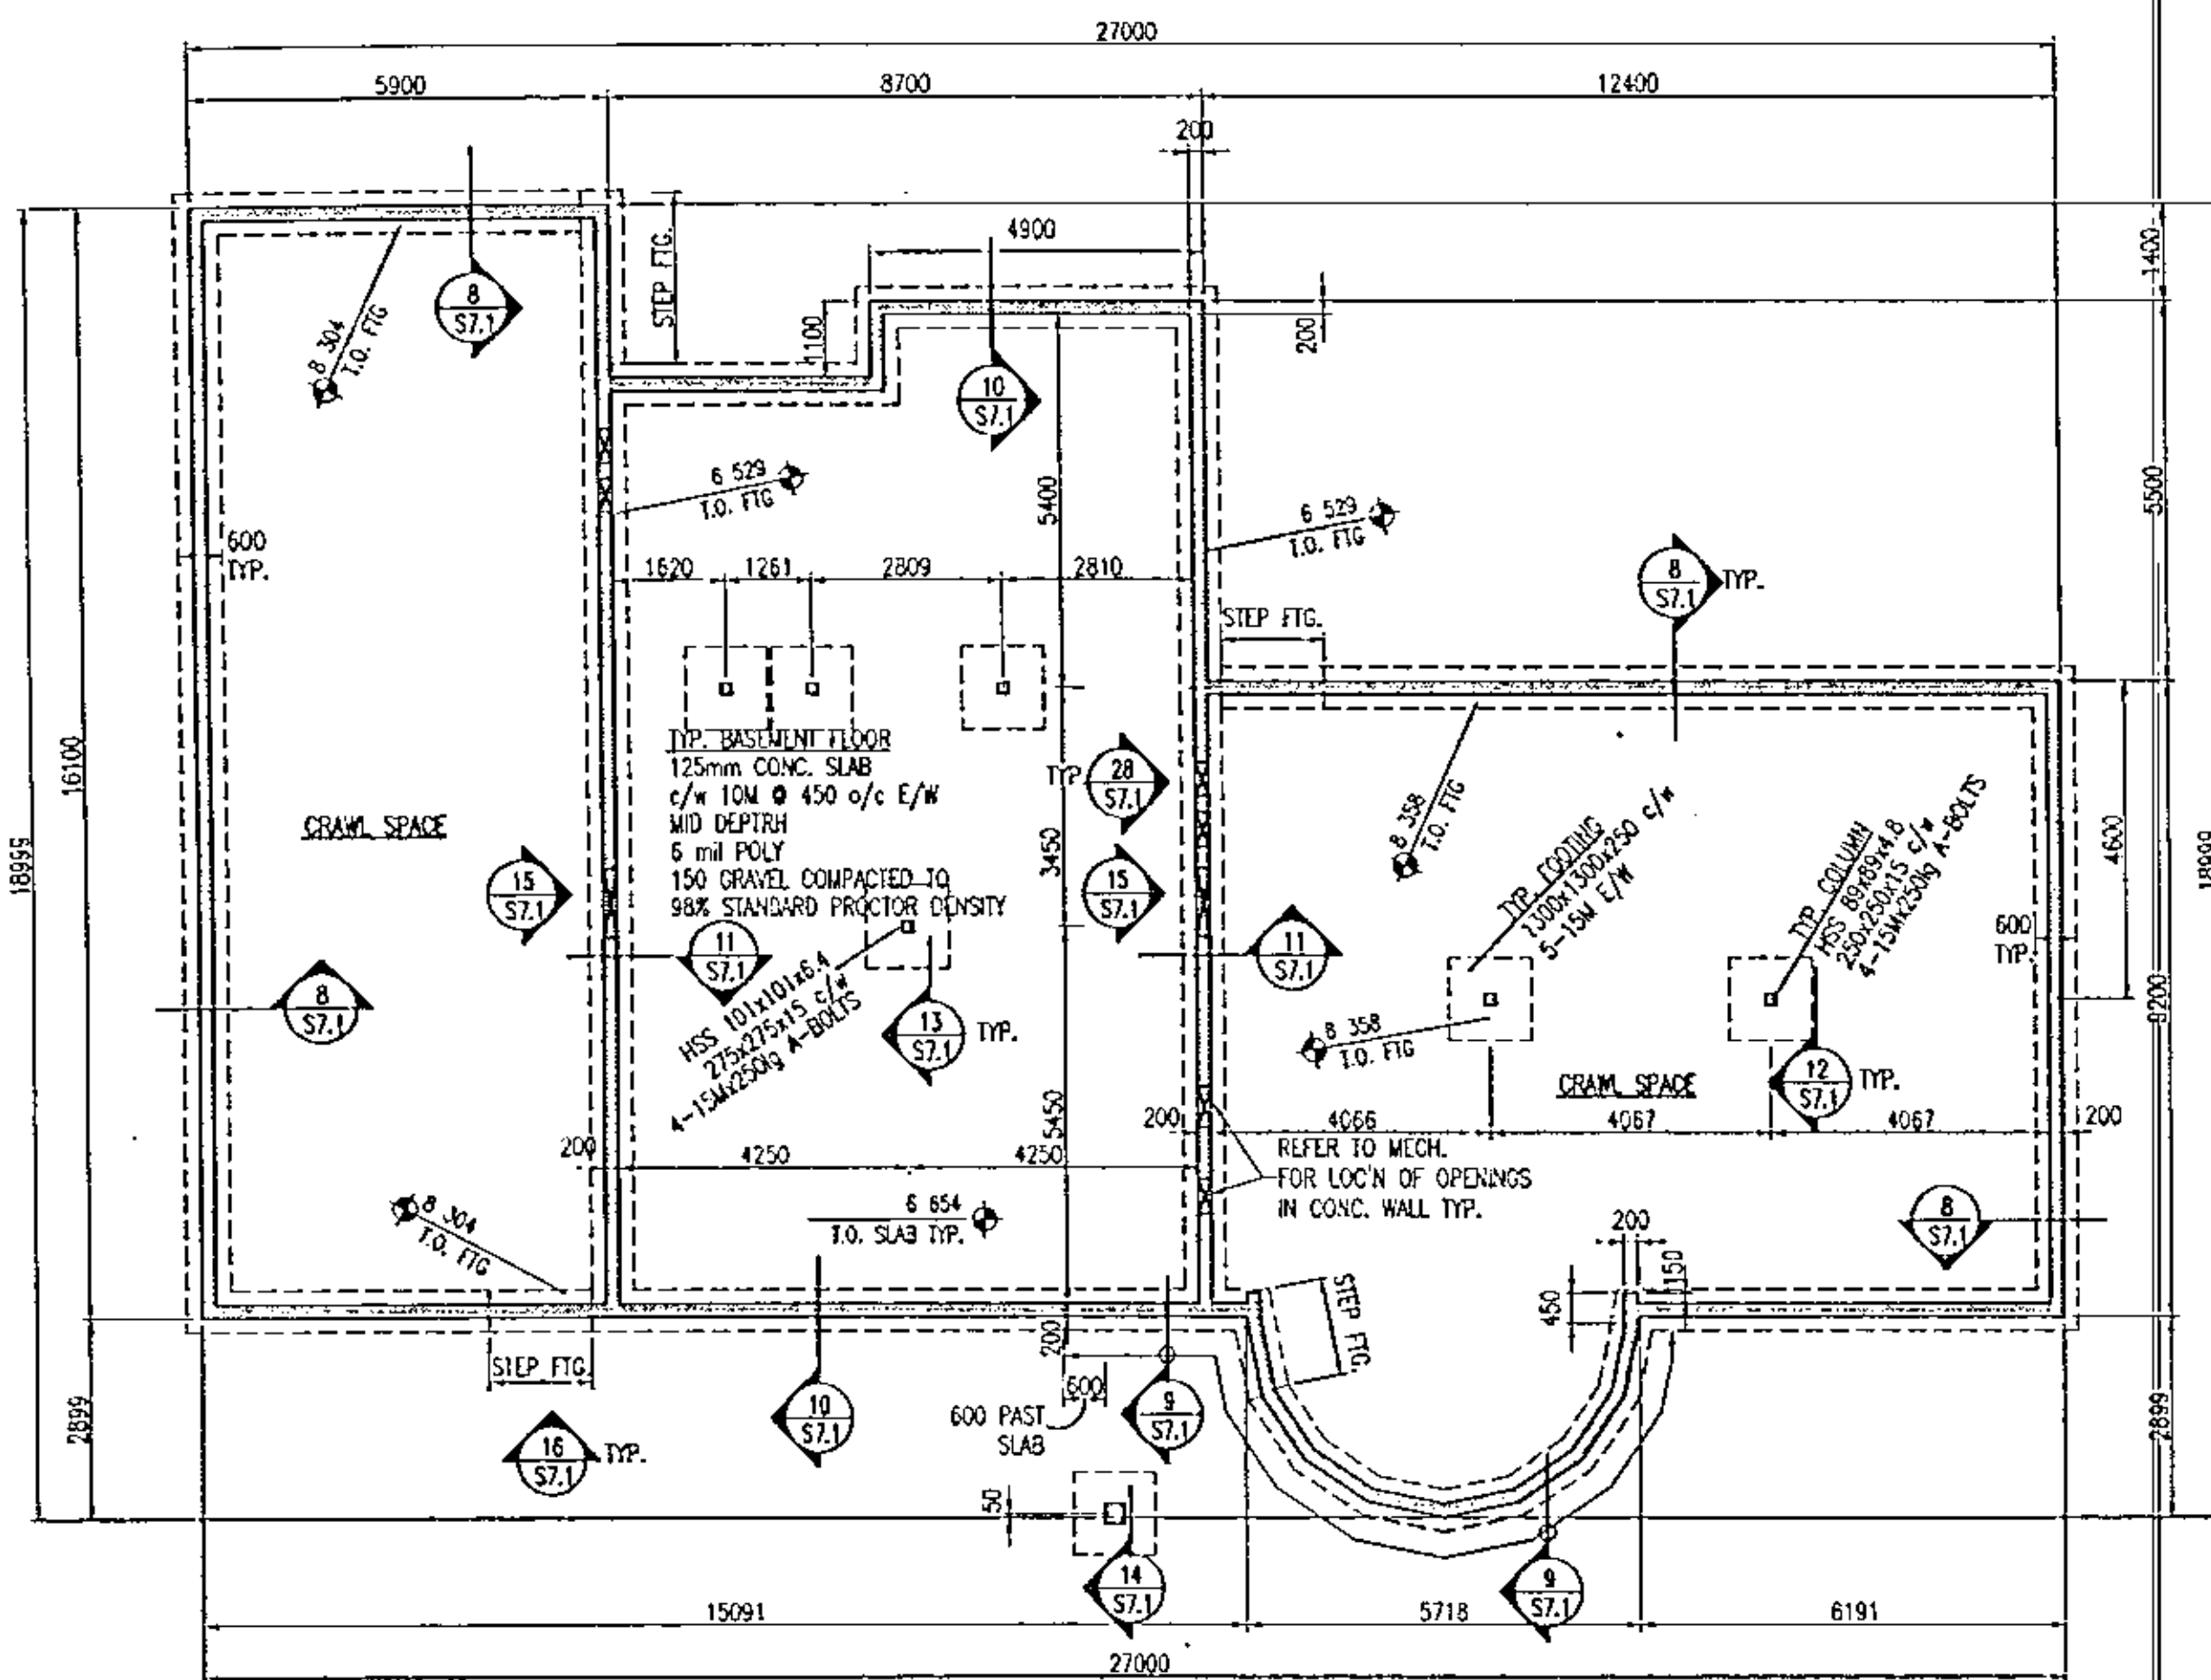 27000
5900
8700
12400
200
4900
1400
STEP FTG.
1100
200
8
S7.1
8 304
T.O. FTG
10
S7.1
6 529
T.O. FTG
5400
6 529
T.O. FTG
5500
600
TYP.
1620
1261
2809
2810
8
S7.1
TYP.
STEP FTG.
TYP. BASEMENT FLOOR
125mm CONC. SLAB
c/w 10M @ 450 o/c E/W
MID DEPTRH
6 mil POLY
150 GRAVEL COMPACTED TO
98% STANDARD PROCTOR DENSITY
16100
18999
CRAWL SPACE
TYP.
28
S7.1
3450
15
S7.1
15
S7.1
8 358
T.O. FTG
TYP. FOOTING
1300x1300x250 c/w
5-15M E/W
TYP. COLUMN
HSS 89x89x4.8
250x250x15 c/w
4-15Mx250lg A-BOLTS
4600
18999
600
TYP.
9200
11
S7.1
11
S7.1
8
S7.1
HSS 101x101x6.4
275x275x15 c/w
4-15Mx250lg A-BOLTS
13
S7.1
TYP.
8 358
T.O. FTG
CRAWL SPACE
12
S7.1
TYP.
200
4066
4067
4067
200
5450
200
4250
4250
REFER TO MECH.
FOR LOC'N OF OPENINGS
IN CONC. WALL TYP.
8 304
T.O. FTG
6 654
T.O. SLAB TYP.
8
S7.1
200
450
1150
STEP FTG.
STEP FTG.
200
600
600 PAST
SLAB
2899
2899
16
S7.1
TYP.
10
S7.1
9
S7.1
50
14
S7.1
9
S7.1
15091
5718
6191
27000